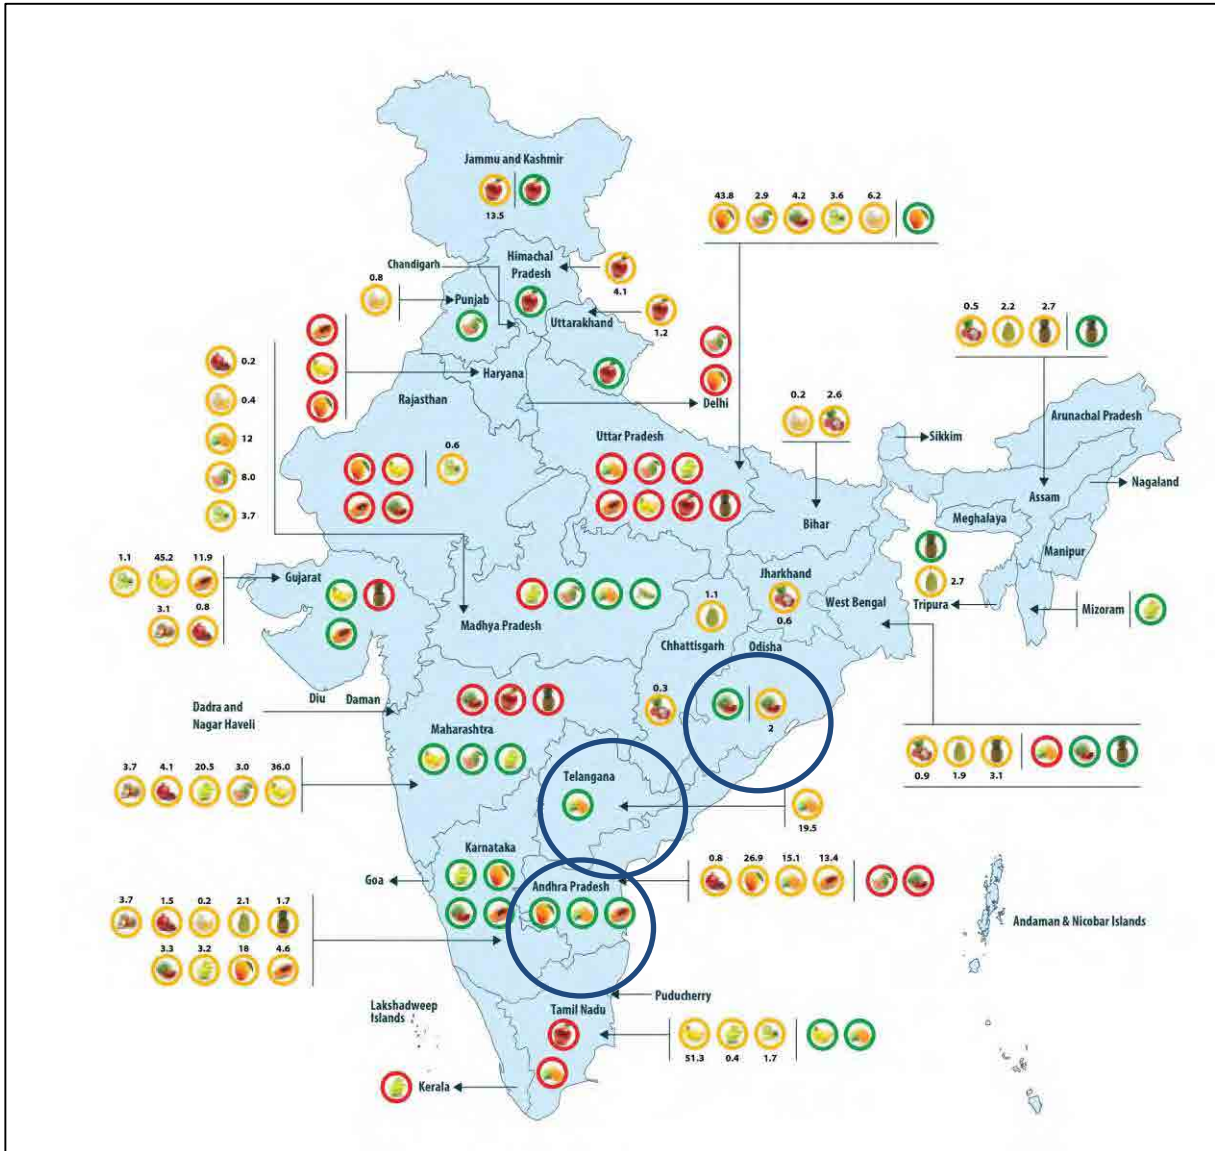 Jammu and Kashmir
13.5
43.8 2.9 4.2 3.6 6.2
Chandigarh
Himachal
Pradesh
4.1
0.8
Punjab
Uttarakhand
1.2
0.5 2.2 2.7
0.2
0.4
12
8.0
3.7
Haryana
Delhi
Rajasthan
0.6
Uttar Pradesh
0.2 2.6
Sikkim
Arunachal Pradesh
Assam
Nagaland
Bihar
Meghalaya
Manipur
1.1 45.2 11.9
Gujarat
3.1 0.8
Madhya Pradesh
Jharkhand
0.6
1.1
Chhattisgarh
West Bengal
2.7
Tripura
Mizoram
Odisha
Diu Daman
Dadra and
Nagar Haveli
0.3
2
Maharashtra
0.9 1.9 3.1
3.7 4.1 20.5 3.0 36.0
Telangana
19.5
Karnataka
Goa
Andhra Pradesh
0.8 26.9 15.1 13.4
3.7 1.5 0.2 2.1 1.7
3.3 3.2 18 4.6
Andaman & Nicobar Islands
Puducherry
Lakshadweep
Islands
Tamil Nadu
51.3 0.4 1.7
Kerala